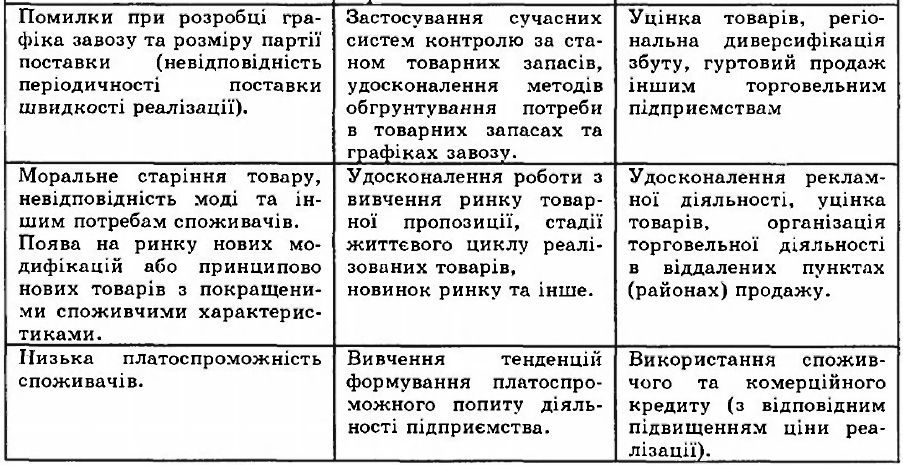 Помилки при розробці гра-
фіка завозу та розміру партії
поставки (невідповідність
періодичності поставки
швидкості реалізації).
Застосування сучасних
систем контролю за ста-
ном товарних запасів,
удосконалення методів
обгрунтування потреби
в товарних запасах та
графіках завозу.
Уцінка товарів, регіо-
нальна диверсифікація
збуту, гуртовий продаж
іншим торговельним
підприємствам
Моральне старіння товару,
невідповідність моді та ін-
шим потребам споживачів.
Поява на ринку нових мо-
дифікацій або принципово
нових товарів з покращени-
ми споживчими характерис-
тиками.
Удосконалення роботи з
вивчення ринку товар-
ної пропозиції, стадії
життєвого циклу реалі-
зованих товарів,
новинок ринку та інше.
Удосконалення реклам-
ної діяльності, уцінка
товарів, організація
торговельної діяльності
в віддалених пунктах
(районах) продажу.
Низька платоспроможність
споживачів.
Вивчення тенденцій
формування платоспро-
можного попиту діяль-
ності підприємства.
Використання спожив-
чого та комерційного
кредиту (з відповідним
підвищенням ціни реа-
лізації).